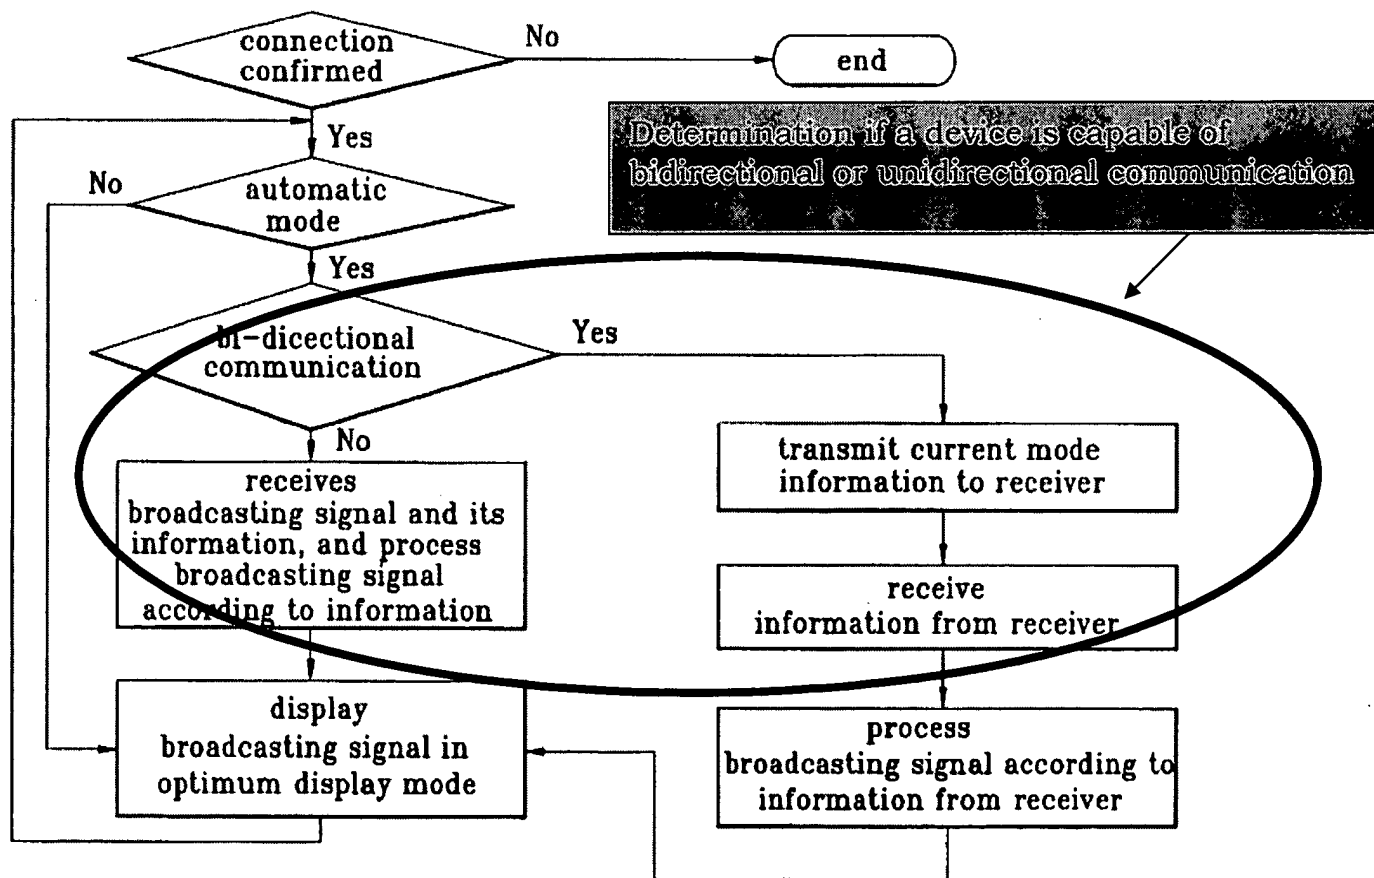 connection
confirmed
No
end
Yes
Determination if a device is capable of
bidirectional or unidirectional communication
No
automatic
mode
Yes
bi-dicectional
communication
Yes
No
receives
broadcasting signal and its
information, and process
broadcasting signal
according to information
transmit current mode
information to receiver
receive
information from receiver
display
broadcasting signal in
optimum display mode
process
broadcasting signal according to
information from receiver